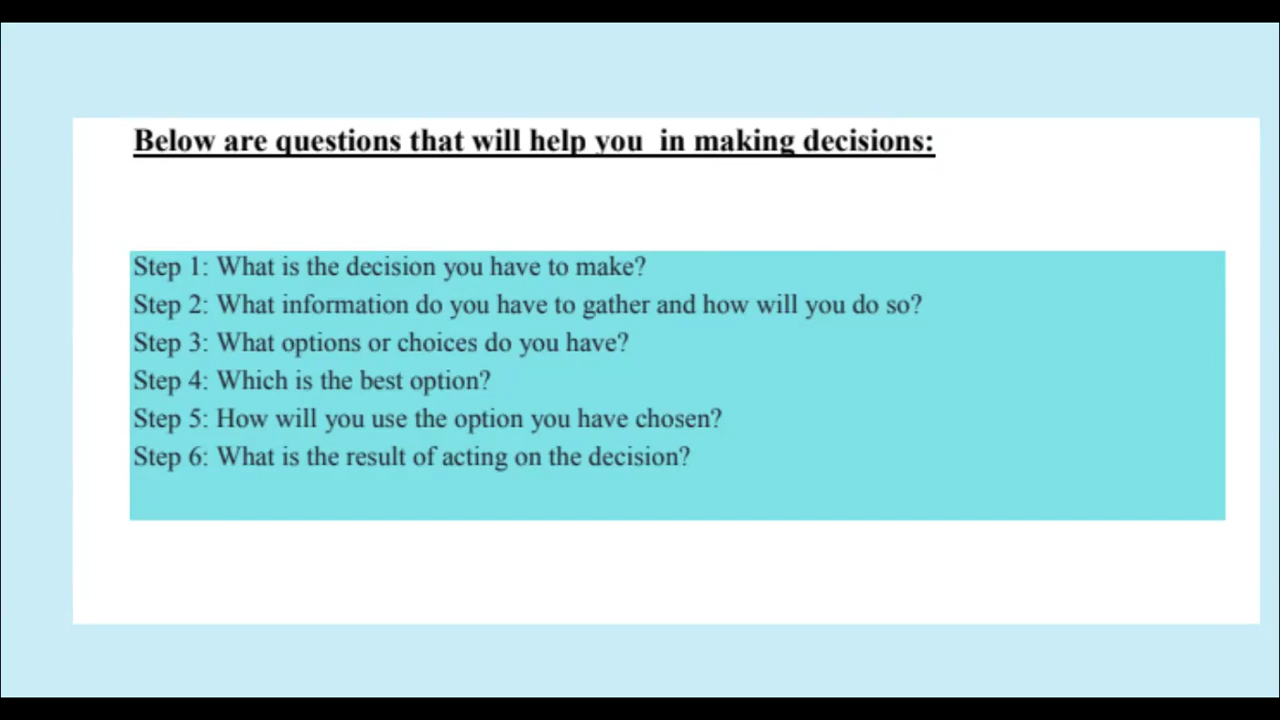 Below are questions that will help you  in making decisions:
Step 1: What is the decision you have to make?
Step 2: What information do you have to gather and how will you do so?
Step 3: What options or choices do you have?
Step 4: Which is the best option?
Step 5: How will you use the option you have chosen?
Step 6: What is the result of acting on the decision?